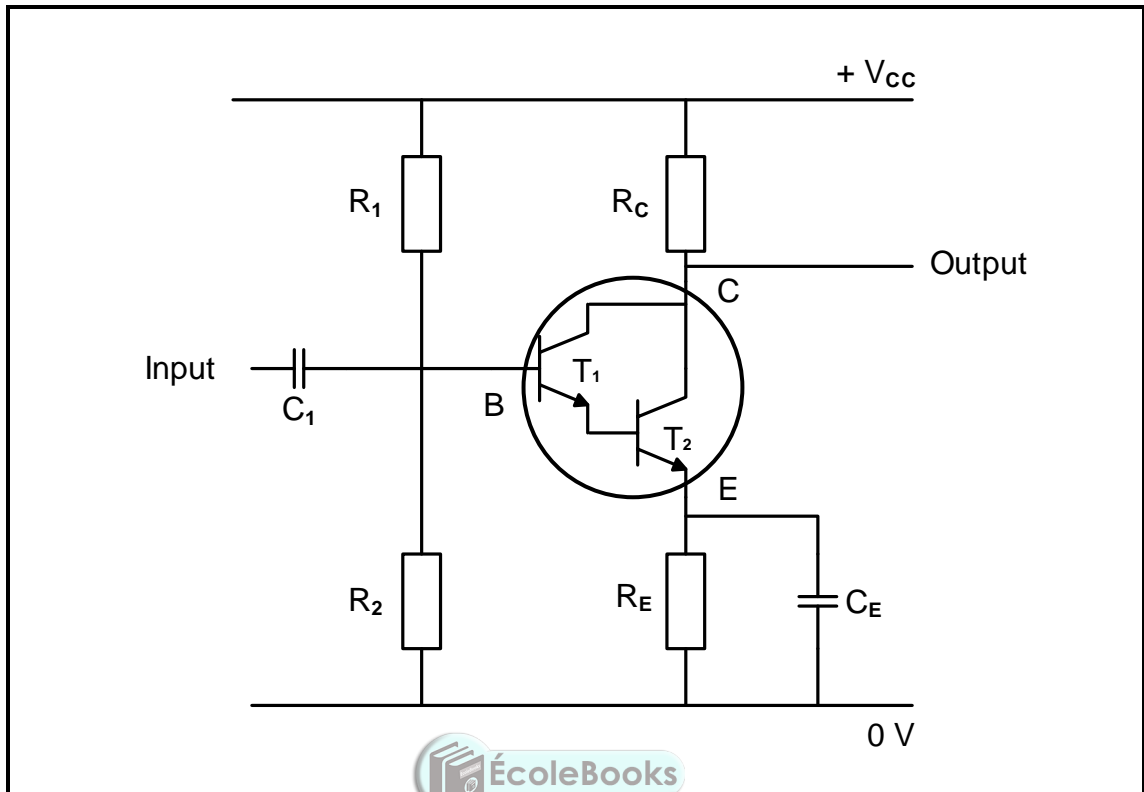 + VCC
R1
RC
Output
C
Input
T1
B
C1
T2
E
R2
RE
CE
0 V
ÉcoleBooks